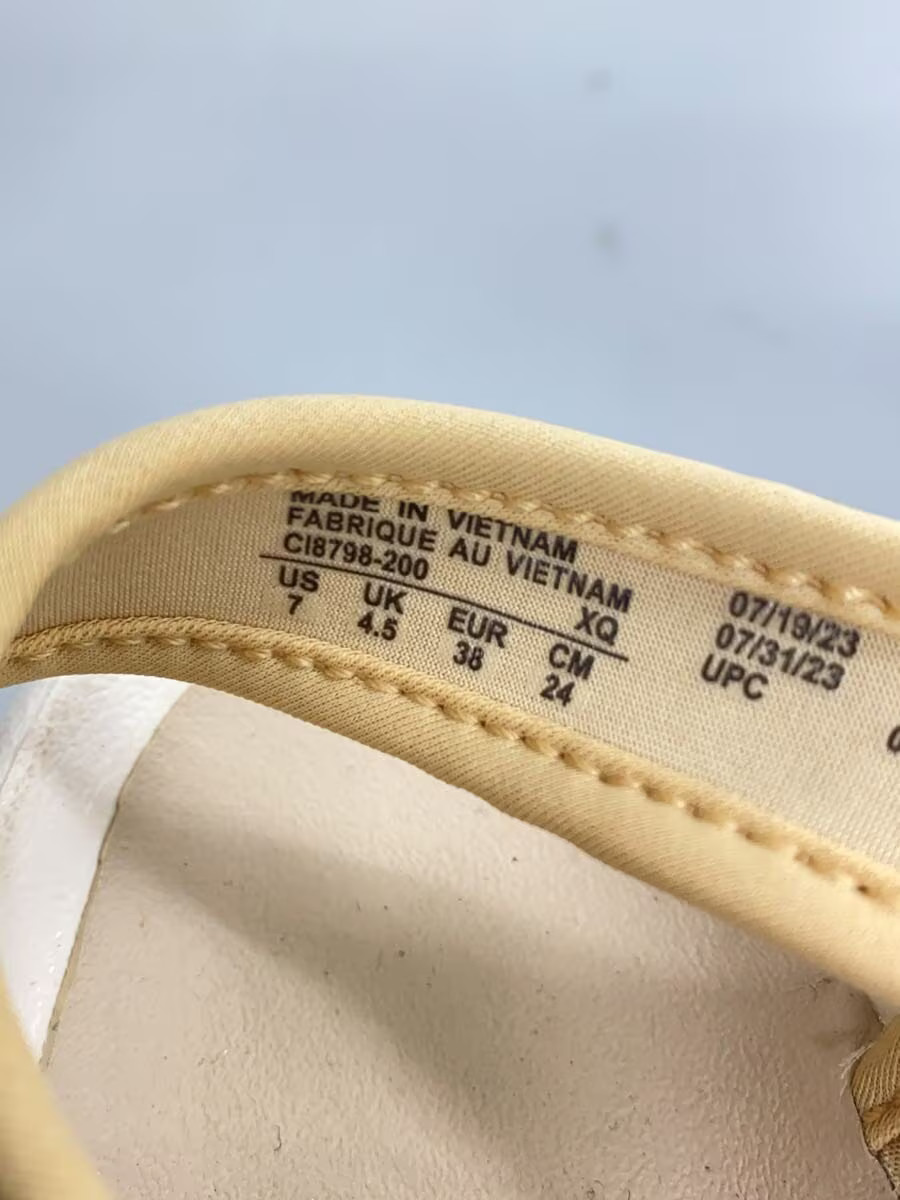 MADE IN VIETNAM
FABRIQUE AU VIETNAM
CI8798-200 XQ
US UK EUR CM
7 4.5 38 24
07/19/23
07/31/23
UPC